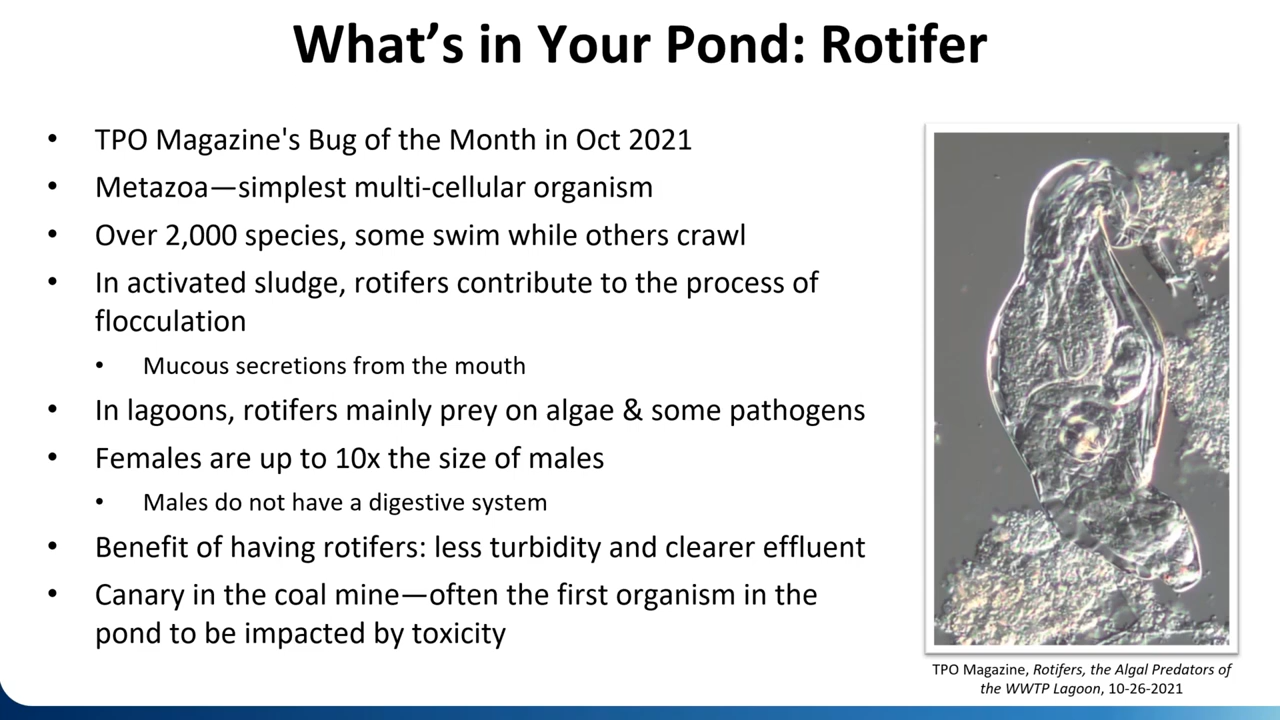 What’s in Your Pond: Rotifer
• TPO Magazine's Bug of the Month in Oct 2021
• Metazoa—simplest multi-cellular organism
• Over 2,000 species, some swim while others crawl
• In activated sludge, rotifers contribute to the process of
flocculation
• Mucous secretions from the mouth
• In lagoons, rotifers mainly prey on algae & some pathogens
• Females are up to 10x the size of males
• Males do not have a digestive system
• Benefit of having rotifers: less turbidity and clearer effluent
• Canary in the coal mine—often the first organism in the
pond to be impacted by toxicity
TPO Magazine, Rotifers, the Algal Predators of
the WWTP Lagoon, 10-26-2021